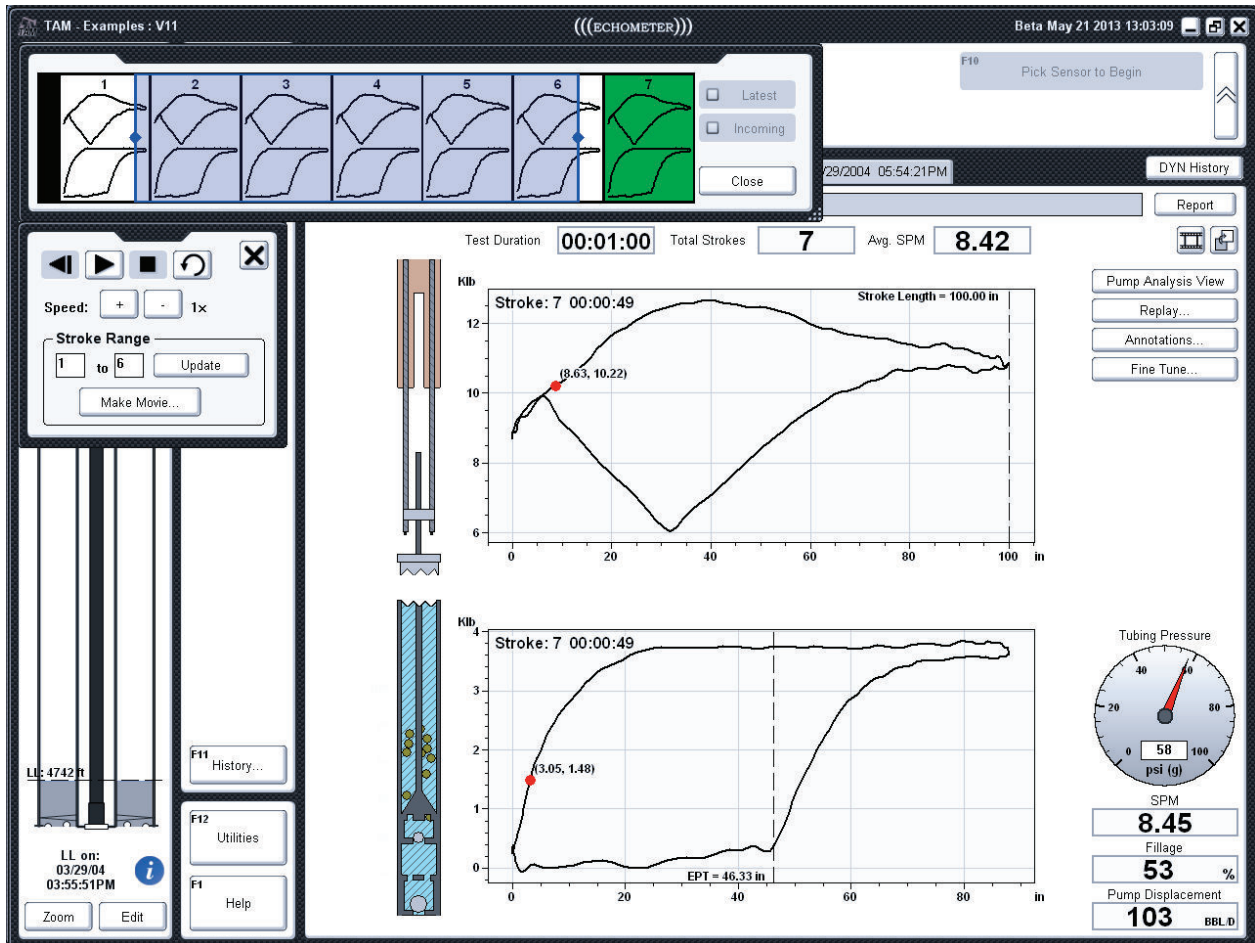 TAM - Examples : V11
(((ECHOMETER)))
Beta May 21 2013 13:03:09
1 2 3 4 5 6 7
Latest
Incoming
Close
F10 Pick Sensor to Begin
/29/2004 05:54:21PM
DYN History
Report
Test Duration 00:01:00 Total Strokes 7 Avg. SPM 8.42
Speed: + - 1x
Stroke Range
1 to 6 Update
Make Movie...
Pump Analysis View
Replay...
Annotations...
Fine Tune...
Klb
Stroke: 7 00:00:49
Stroke Length = 100.00 in
12
(8.63, 10.22)
10
8
6
0 20 40 60 80 100 in
Klb
4
Stroke: 7 00:00:49
3
2
(3.05, 1.48)
1
0
EPT = 46.33 in
0 20 40 60 80 in
Tubing Pressure
40 60
20 80
0 58 100
psi (g)
SPM
8.45
Fillage
53 %
Pump Displacement
103 BBL/D
LL: 4742 ft
LL on:
03/29/04
03:55:51PM
i
Zoom Edit
F11 History...
F12 Utilities
F1 Help